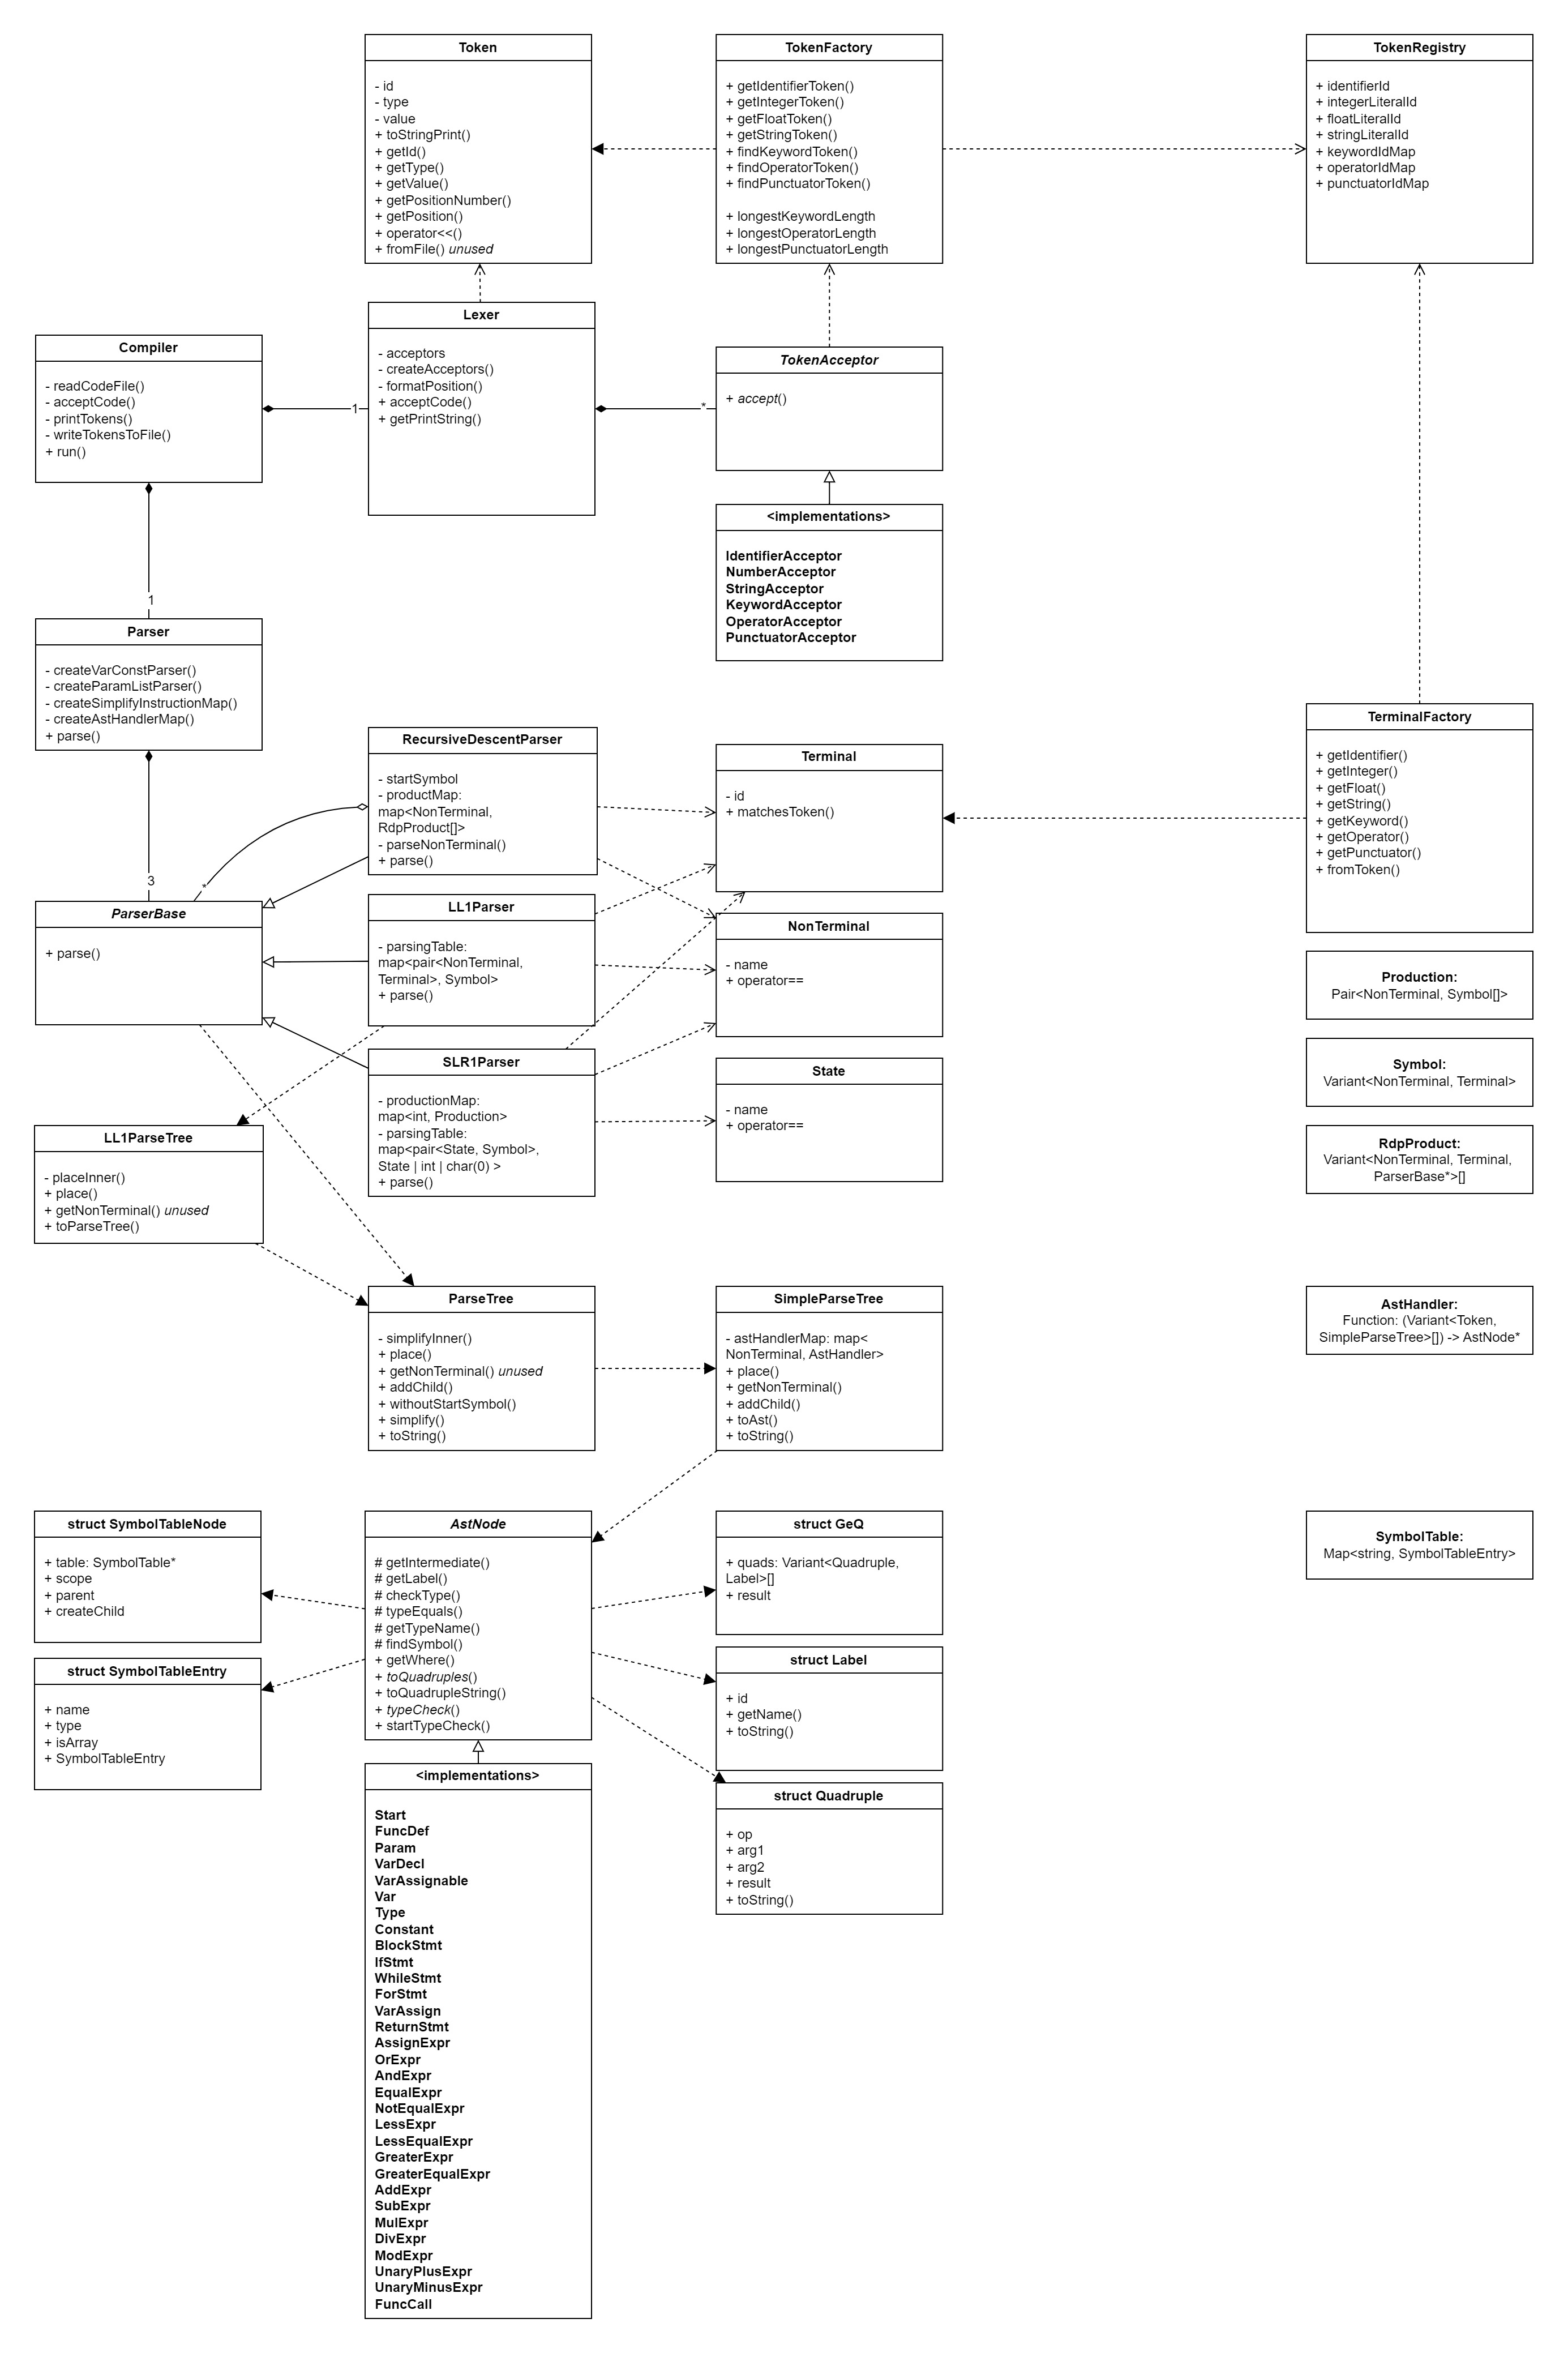 Token
- id
- type
- value
+ toStringPrint()
+ getId()
+ getType()
+ getValue()
+ getPositionNumber()
+ getPosition()
+ operator<<()
+ fromFile() unused
TokenFactory
+ getIdentifierToken()
+ getIntegerToken()
+ getFloatToken()
+ getStringToken()
+ findKeywordToken()
+ findOperatorToken()
+ findPunctuatorToken()
+ longestKeywordLength
+ longestOperatorLength
+ longestPunctuatorLength
TokenRegistry
+ identifierId
+ integerLiteralId
+ floatLiteralId
+ stringLiteralId
+ keywordIdMap
+ operatorIdMap
+ punctuatorIdMap
Compiler
- readCodeFile()
- acceptCode()
- printTokens()
- writeTokensToFile()
+ run()
1
Lexer
- acceptors
- createAcceptors()
- formatPosition()
+ acceptCode()
+ getPrintString()
*
TokenAcceptor
+ accept()
<implementations>
IdentifierAcceptor
NumberAcceptor
StringAcceptor
KeywordAcceptor
OperatorAcceptor
PunctuatorAcceptor
1
Parser
- createVarConstParser()
- createParamListParser()
- createSimplifyInstructionMap()
- createAstHandlerMap()
+ parse()
3
*
RecursiveDescentParser
- startSymbol
- productMap:
map<NonTerminal,
RdpProduct[]>
- parseNonTerminal()
+ parse()
Terminal
- id
+ matchesToken()
TerminalFactory
+ getIdentifier()
+ getInteger()
+ getFloat()
+ getString()
+ getKeyword()
+ getOperator()
+ getPunctuator()
+ fromToken()
ParserBase
+ parse()
LL1Parser
- parsingTable:
map<pair<NonTerminal,
Terminal>, Symbol>
+ parse()
NonTerminal
- name
+ operator==
Production:
Pair<NonTerminal, Symbol[]>
SLR1Parser
- productionMap:
map<int, Production>
- parsingTable:
map<pair<State, Symbol>,
State | int | char(0) >
+ parse()
State
- name
+ operator==
Symbol:
Variant<NonTerminal, Terminal>
RdpProduct:
Variant<NonTerminal, Terminal,
ParserBase*>[]
LL1ParseTree
- placeInner()
+ place()
+ getNonTerminal() unused
+ toParseTree()
ParseTree
- simplifyInner()
+ place()
+ getNonTerminal() unused
+ addChild()
+ withoutStartSymbol()
+ simplify()
+ toString()
SimpleParseTree
- astHandlerMap: map<
NonTerminal, AstHandler>
+ place()
+ getNonTerminal()
+ addChild()
+ toAst()
+ toString()
AstHandler:
Function: (Variant<Token,
SimpleParseTree>[]) -> AstNode*
struct SymbolTableNode
+ table: SymbolTable*
+ scope
+ parent
+ createChild
struct SymbolTableEntry
+ name
+ type
+ isArray
+ SymbolTableEntry
AstNode
# getIntermediate()
# getLabel()
# checkType()
# typeEquals()
# getTypeName()
# findSymbol()
+ getWhere()
+ toQuadruples()
+ toQuadrupleString()
+ typeCheck()
+ startTypeCheck()
struct GeQ
+ quads: Variant<Quadruple,
Label>[]
+ result
struct Label
+ id
+ getName()
+ toString()
struct Quadruple
+ op
+ arg1
+ arg2
+ result
+ toString()
SymbolTable:
Map<string, SymbolTableEntry>
<implementations>
Start
FuncDef
Param
VarDecl
VarAssignable
Var
Type
Constant
BlockStmt
IfStmt
WhileStmt
ForStmt
VarAssign
ReturnStmt
AssignExpr
OrExpr
AndExpr
EqualExpr
NotEqualExpr
LessExpr
LessEqualExpr
GreaterExpr
GreaterEqualExpr
AddExpr
SubExpr
MulExpr
DivExpr
ModExpr
UnaryPlusExpr
UnaryMinusExpr
FuncCall